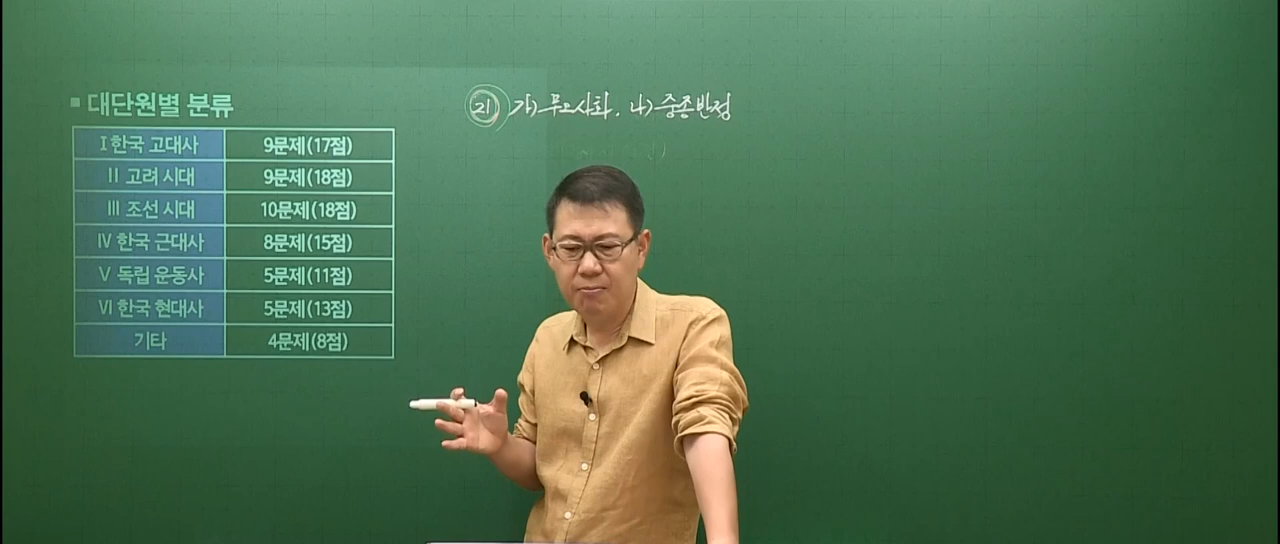 ▪ 대단원별 분류
Ⅰ 한국 고대사 9문제(17점)
Ⅱ 고려 시대 9문제(18점)
Ⅲ 조선 시대 10문제(18점)
Ⅳ 한국 근대사 8문제(15점)
Ⅴ 독립 운동사 5문제(11점)
Ⅵ 한국 현대사 5문제(13점)
기타 4문제(8점)
21 가) 무오사화, 나) 중종반정